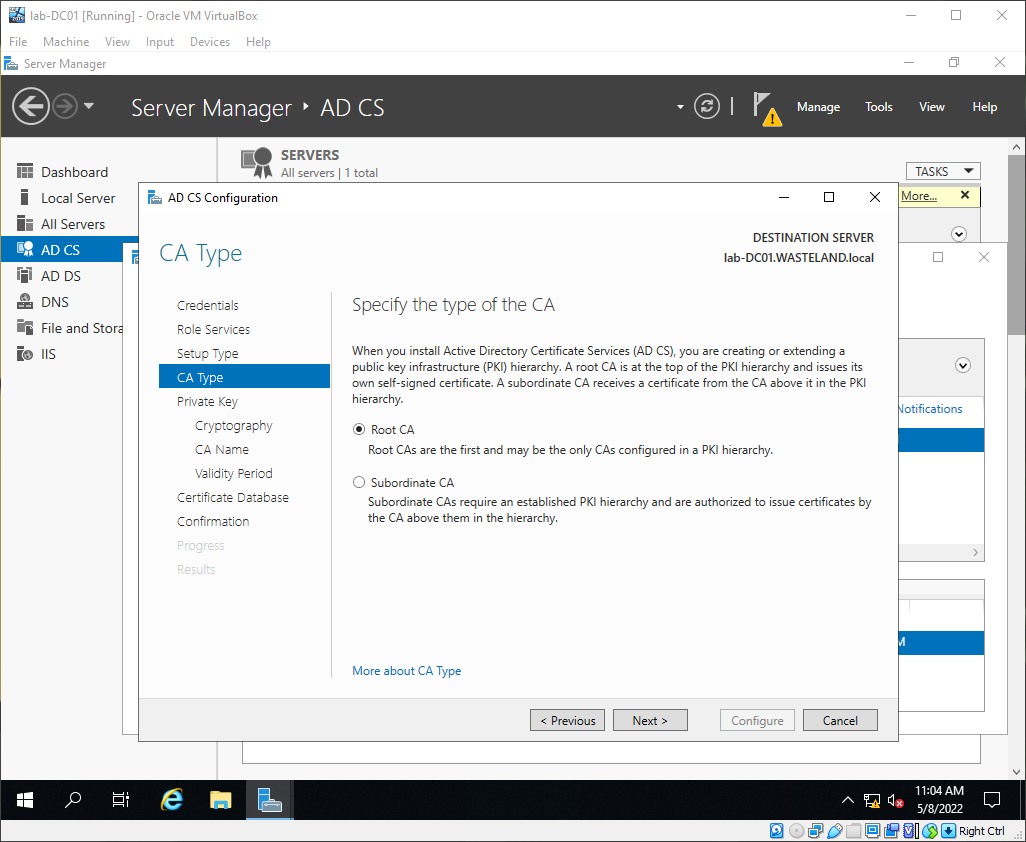 lab-DC01 [Running] - Oracle VM VirtualBox
File Machine View Input Devices Help
Server Manager
Server Manager ‣ AD CS
Manage Tools View Help
Dashboard
Local Server
All Servers
AD CS
AD DS
DNS
File and Stora
IIS
SERVERS
All servers | 1 total
TASKS
More...
AD CS Configuration
CA Type
DESTINATION SERVER
lab-DC01.WASTELAND.local
Credentials
Role Services
Setup Type
CA Type
Private Key
Cryptography
CA Name
Validity Period
Certificate Database
Confirmation
Progress
Results
Specify the type of the CA
When you install Active Directory Certificate Services (AD CS), you are creating or extending a
public key infrastructure (PKI) hierarchy. A root CA is at the top of the PKI hierarchy and issues its
own self-signed certificate. A subordinate CA receives a certificate from the CA above it in the PKI
hierarchy.
Root CA
Root CAs are the first and may be the only CAs configured in a PKI hierarchy.
Subordinate CA
Subordinate CAs require an established PKI hierarchy and are authorized to issue certificates by
the CA above them in the hierarchy.
More about CA Type
Notifications
M
< Previous
Next >
Configure
Cancel
11:04 AM
5/8/2022
Right Ctrl